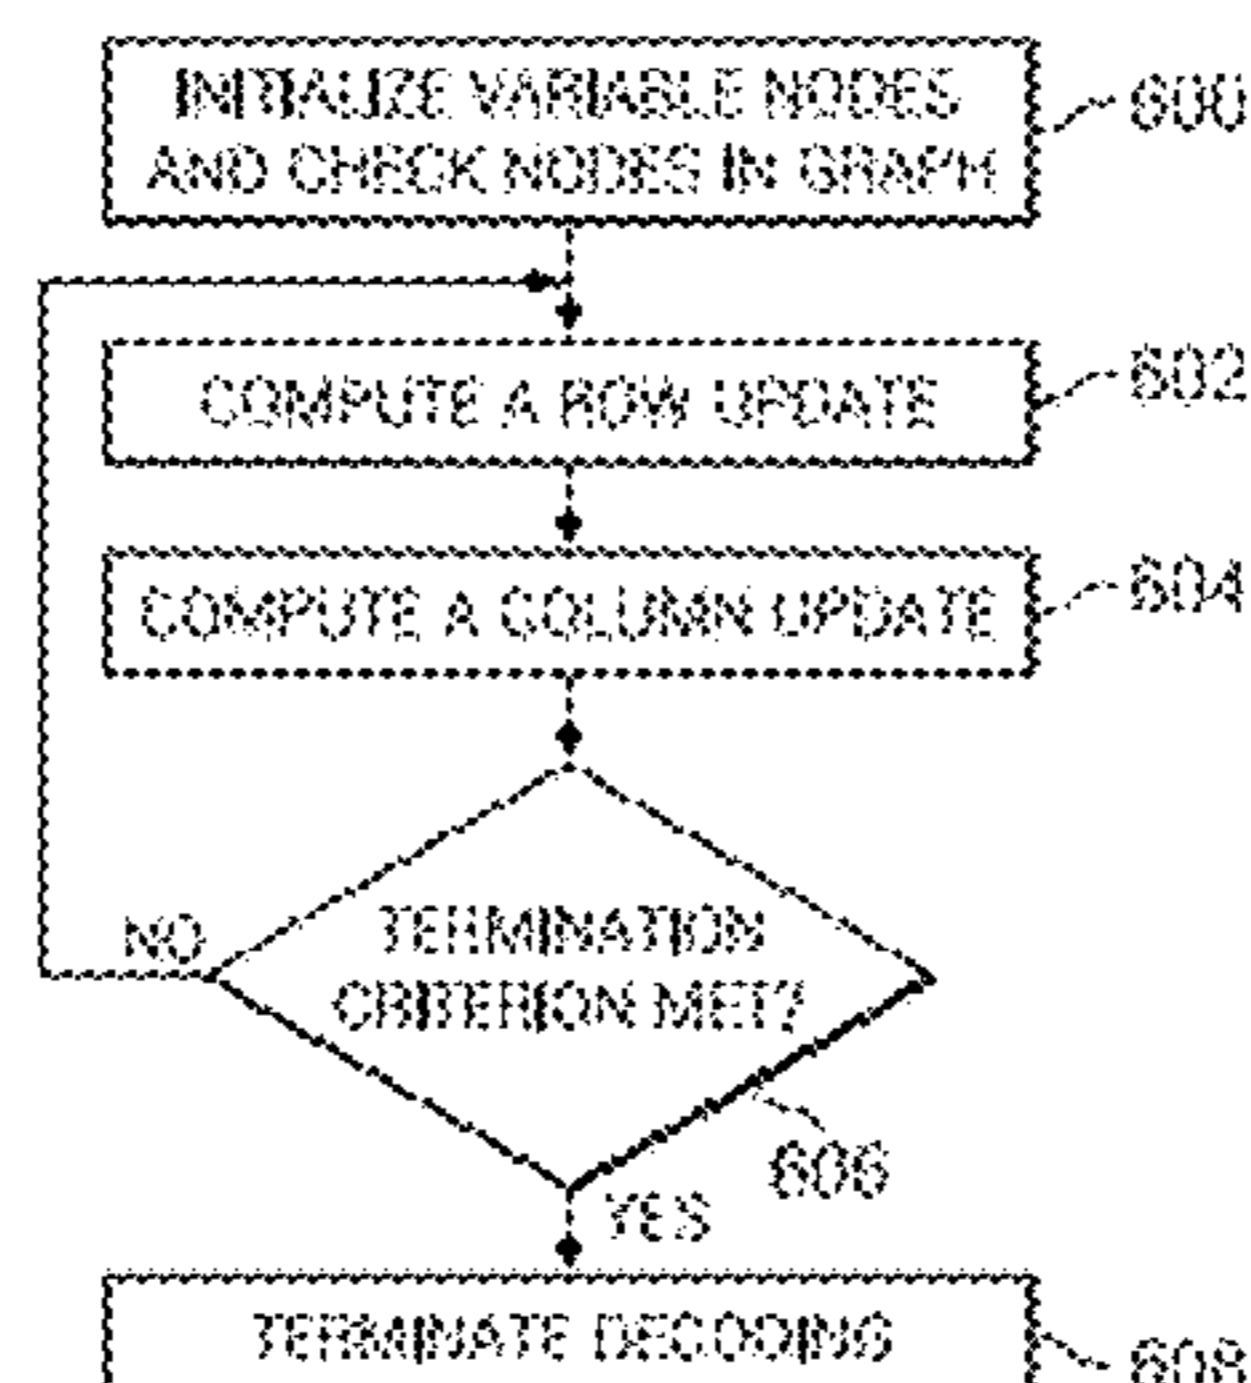 INITIALIZE VARIABLE NODES
AND CHECK NODES IN GRAPH
600
COMPUTE A ROW UPDATE
602
COMPUTE A COLUMN UPDATE
604
NO
TERMINATION
CRITERION MET?
606
YES
TERMINATE DECODING
608